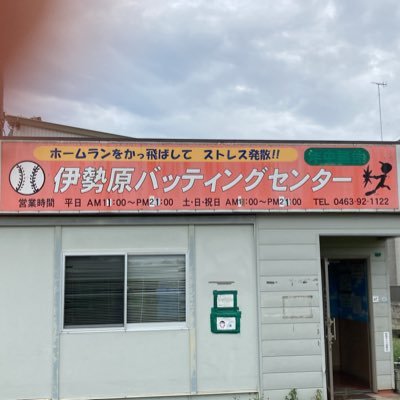 ホームランをかっ飛ばして ストレス発散!!
伊勢原バッティングセンター
営業時間 平日 AM11:00〜PM21:00 土・日・祝日 AM11:00〜PM21:00 TEL 0463-92-1122